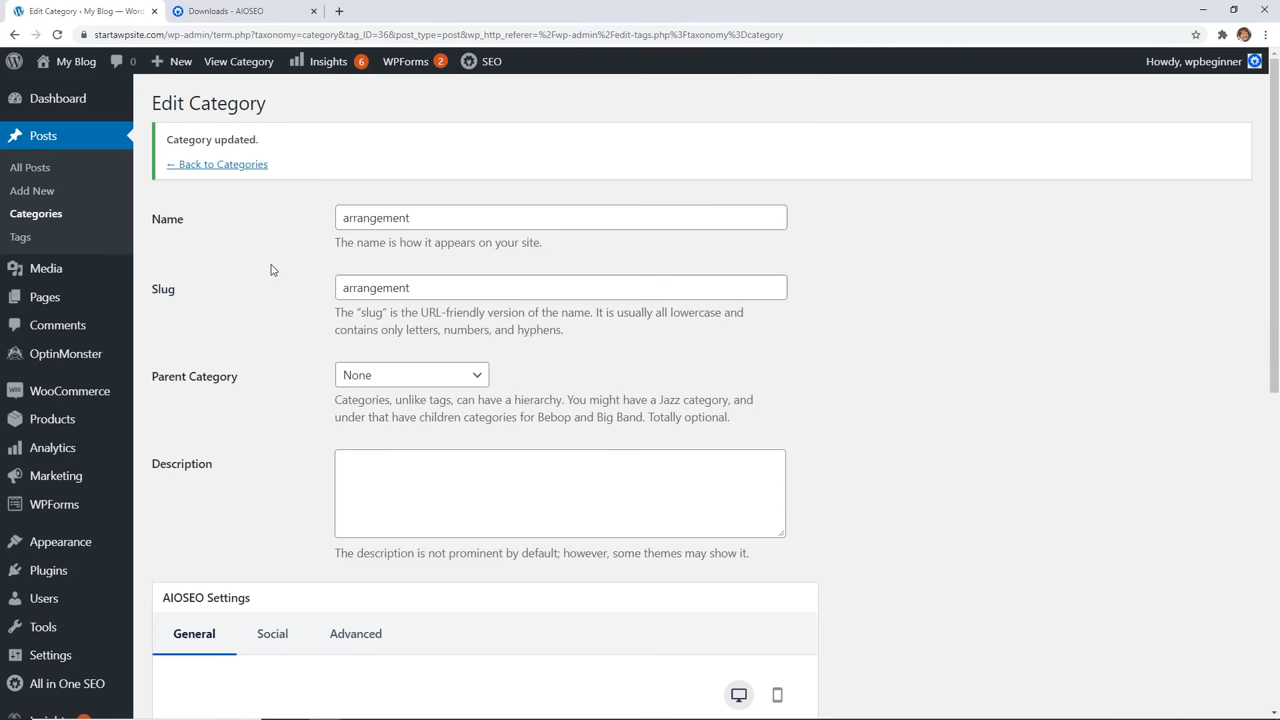 Edit Category ‹ My Blog — Word
Downloads - AIOSEO
startawpsite.com/wp-admin/term.php?taxonomy=category&tag_ID=36&post_type=post&wp_http_referer=%2Fwp-admin%2Fedit-tags.php%3Ftaxonomy%3Dcategory
My Blog 0 New View Category Insights 6 WPForms 2 SEO Howdy, wpbeginner
Dashboard
Posts
All Posts
Add New
Categories
Tags
Media
Pages
Comments
OptinMonster
WooCommerce
Products
Analytics
Marketing
WPForms
Appearance
Plugins
Users
Tools
Settings
All in One SEO
Edit Category
Category updated.
← Back to Categories
Name
arrangement
The name is how it appears on your site.
Slug
arrangement
The “slug” is the URL-friendly version of the name. It is usually all lowercase and
contains only letters, numbers, and hyphens.
Parent Category
None
Categories, unlike tags, can have a hierarchy. You might have a Jazz category, and
under that have children categories for Bebop and Big Band. Totally optional.
Description
The description is not prominent by default; however, some themes may show it.
AIOSEO Settings
General Social Advanced